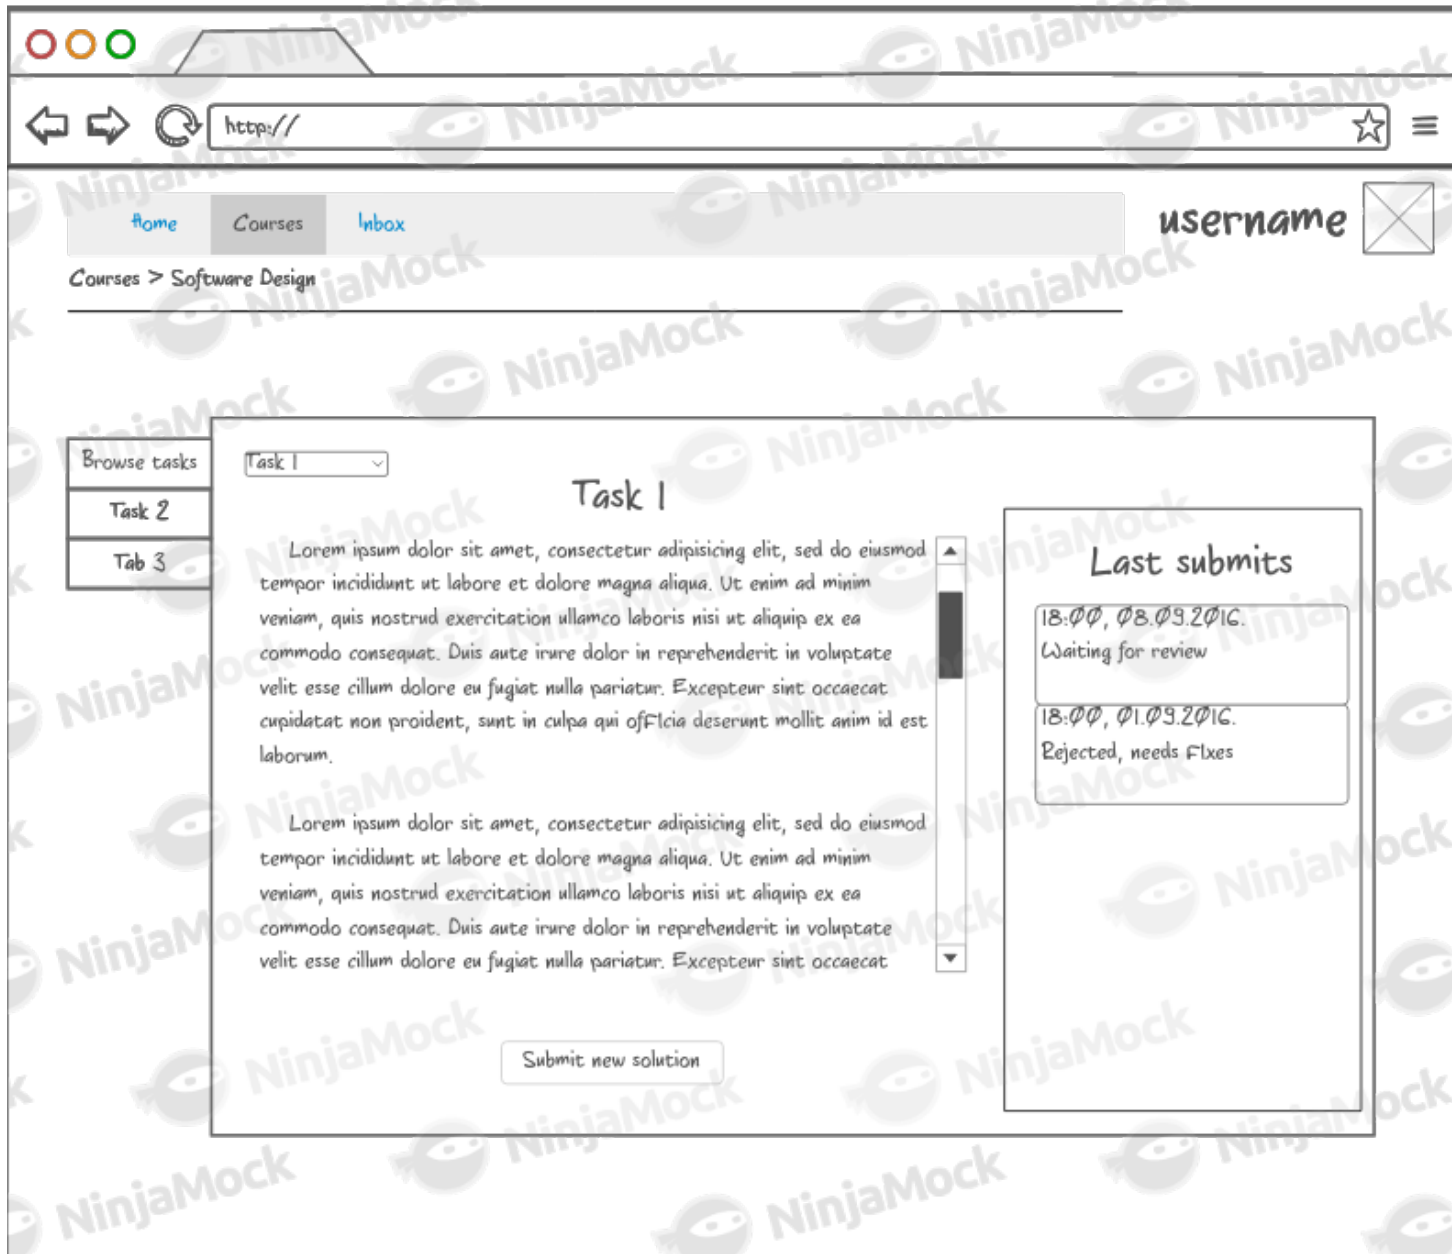 http://
Home Courses Inbox
username
Courses > Software Design
Browse tasks
Task 2
Tab 3
Task 1
Task 1
Lorem ipsum dolor sit amet, consectetur adipisicing elit, sed do eiusmod
tempor incididunt ut labore et dolore magna aliqua. Ut enim ad minim
veniam, quis nostrud exercitation ullamco laboris nisi ut aliquip ex ea
commodo consequat. Duis aute irure dolor in reprehenderit in voluptate
velit esse cillum dolore eu fugiat nulla pariatur. Excepteur sint occaecat
cupidatat non proident, sunt in culpa qui officia deserunt mollit anim id est
laborum.
Lorem ipsum dolor sit amet, consectetur adipisicing elit, sed do eiusmod
tempor incididunt ut labore et dolore magna aliqua. Ut enim ad minim
veniam, quis nostrud exercitation ullamco laboris nisi ut aliquip ex ea
commodo consequat. Duis aute irure dolor in reprehenderit in voluptate
velit esse cillum dolore eu fugiat nulla pariatur. Excepteur sint occaecat
Submit new solution
Last submits
18:00, 08.09.2016.
Waiting for review
18:00, 01.09.2016.
Rejected, needs fixes
NinjaMock